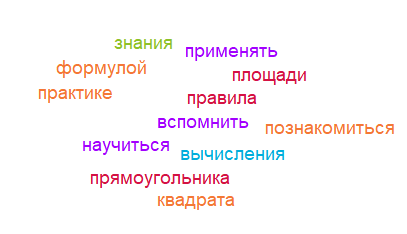 знания
применять
формулой
площади
практике
правила
вспомнить
познакомиться
научиться
вычисления
прямоугольника
квадрата